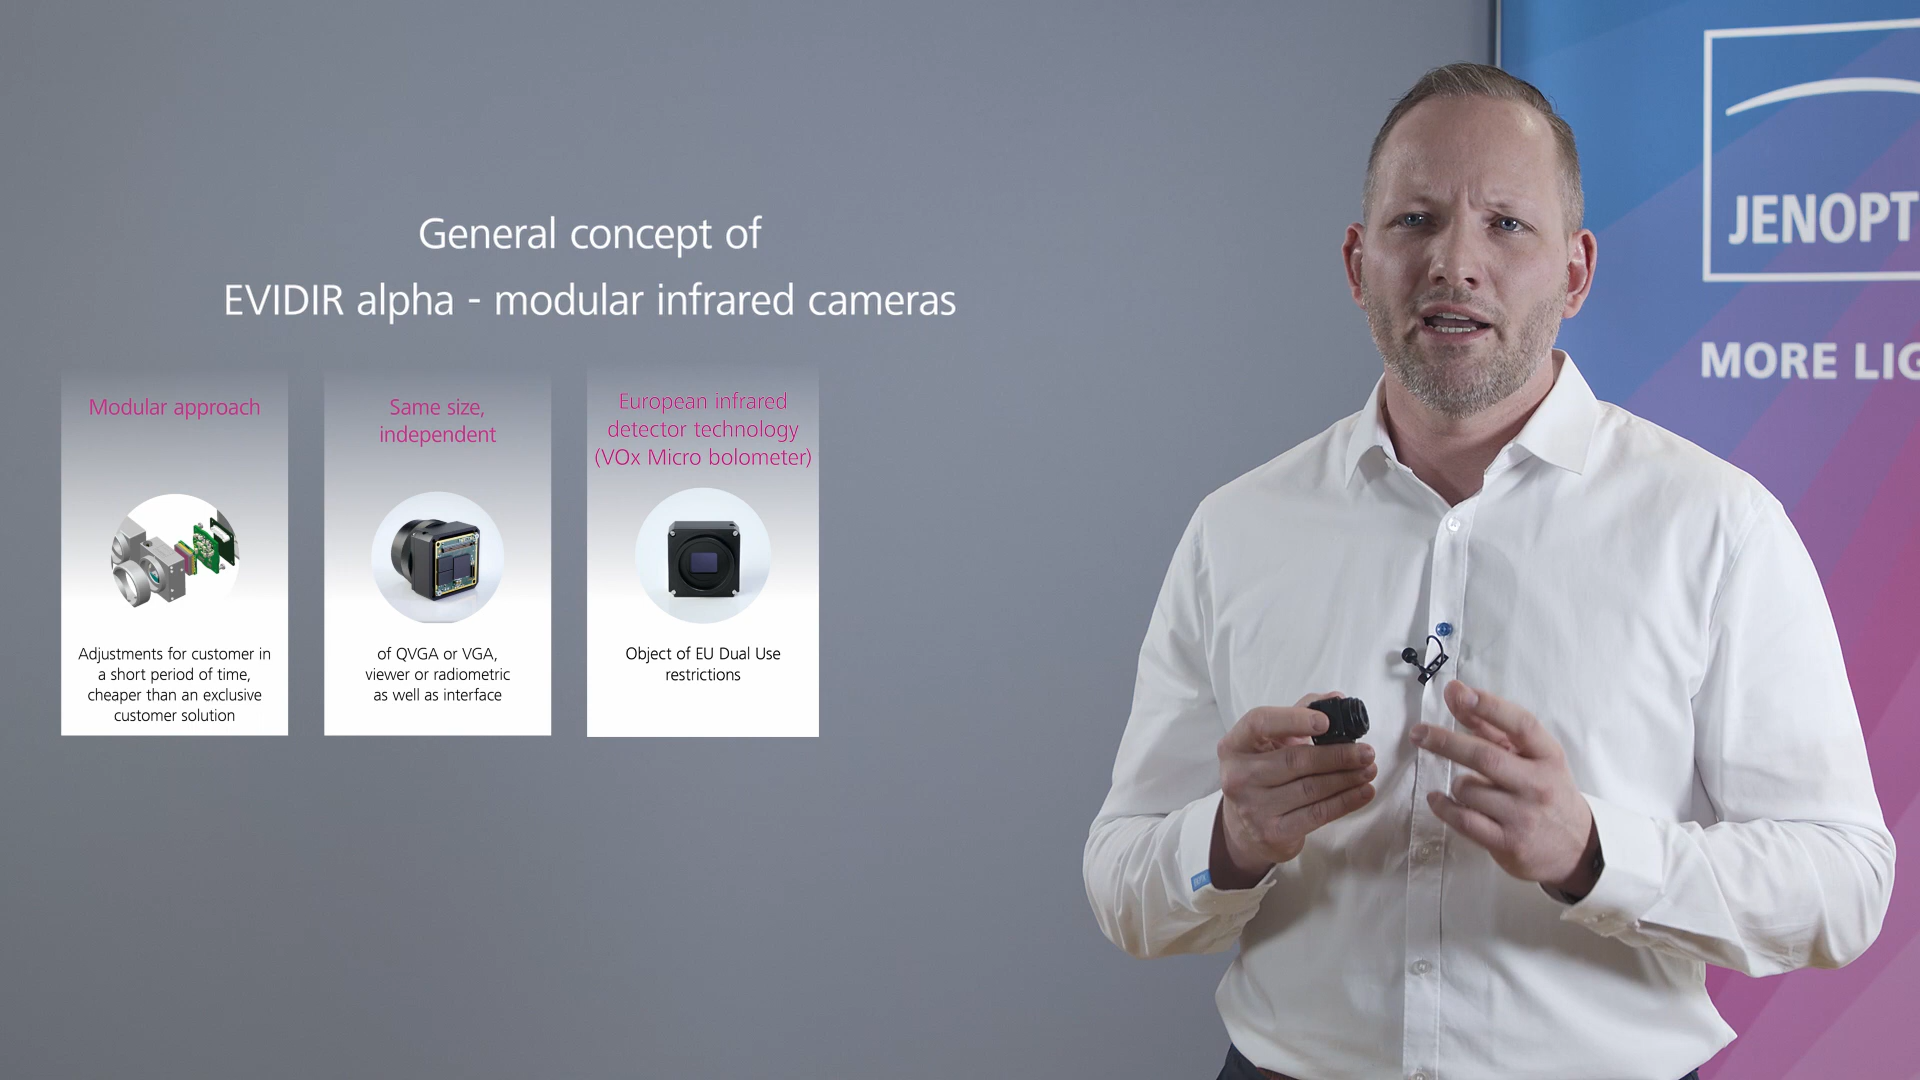 General concept of
EVIDIR alpha - modular infrared cameras
Modular approach
Adjustments for customer in
a short period of time,
cheaper than an exclusive
customer solution
Same size,
independent
of QVGA or VGA,
viewer or radiometric
as well as interface
European infrared
detector technology
(VOx Micro bolometer)
Object of EU Dual Use
restrictions
JENOPT
MORE LIG